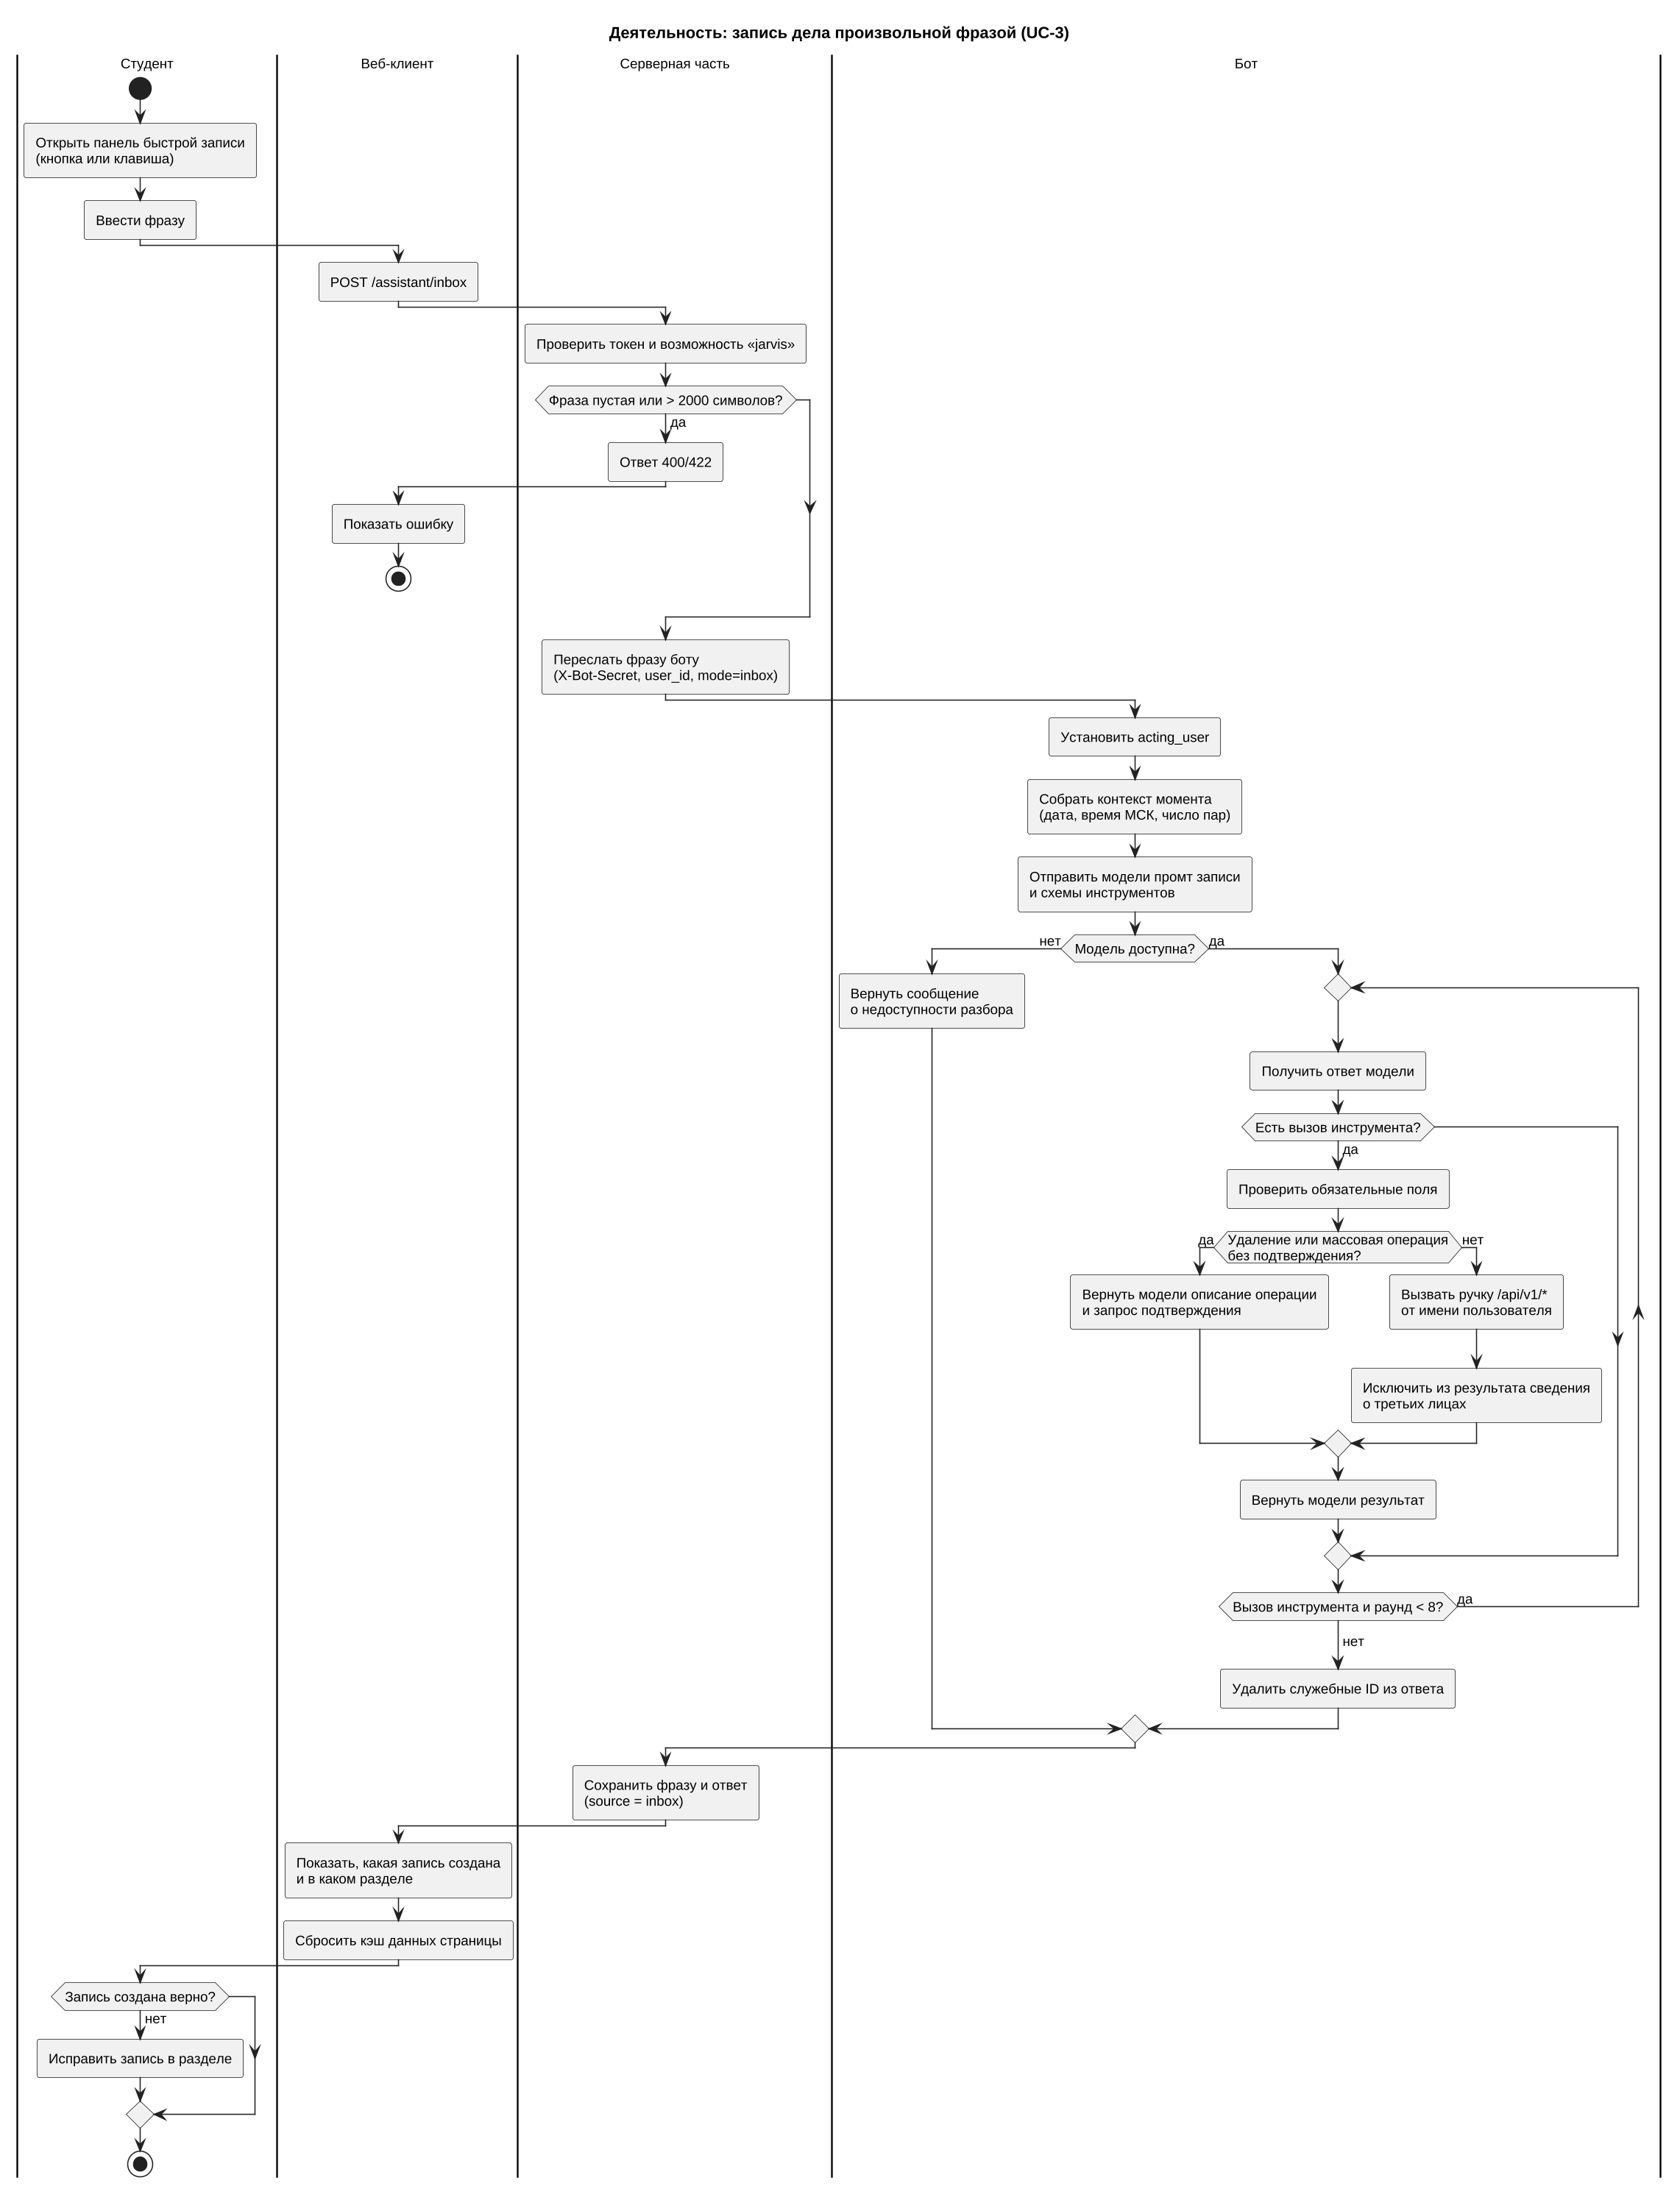 Деятельность: запись дела произвольной фразой (UC-3)
Студент
Веб-клиент
Серверная часть
Бот
Открыть панель быстрой записи
(кнопка или клавиша)
Ввести фразу
POST /assistant/inbox
Проверить токен и возможность «jarvis»
Фраза пустая или > 2000 символов?
да
Ответ 400/422
Показать ошибку
Переслать фразу боту
(X-Bot-Secret, user_id, mode=inbox)
Установить acting_user
Собрать контекст момента
(дата, время МСК, число пар)
Отправить модели промт записи
и схемы инструментов
нет
Модель доступна?
да
Вернуть сообщение
о недоступности разбора
Получить ответ модели
Есть вызов инструмента?
да
Проверить обязательные поля
да
Удаление или массовая операция
без подтверждения?
нет
Вернуть модели описание операции
и запрос подтверждения
Вызвать ручку /api/v1/*
от имени пользователя
Исключить из результата сведения
о третьих лицах
Вернуть модели результат
Вызов инструмента и раунд < 8?
да
нет
Удалить служебные ID из ответа
Сохранить фразу и ответ
(source = inbox)
Показать, какая запись создана
и в каком разделе
Сбросить кэш данных страницы
Запись создана верно?
нет
Исправить запись в разделе